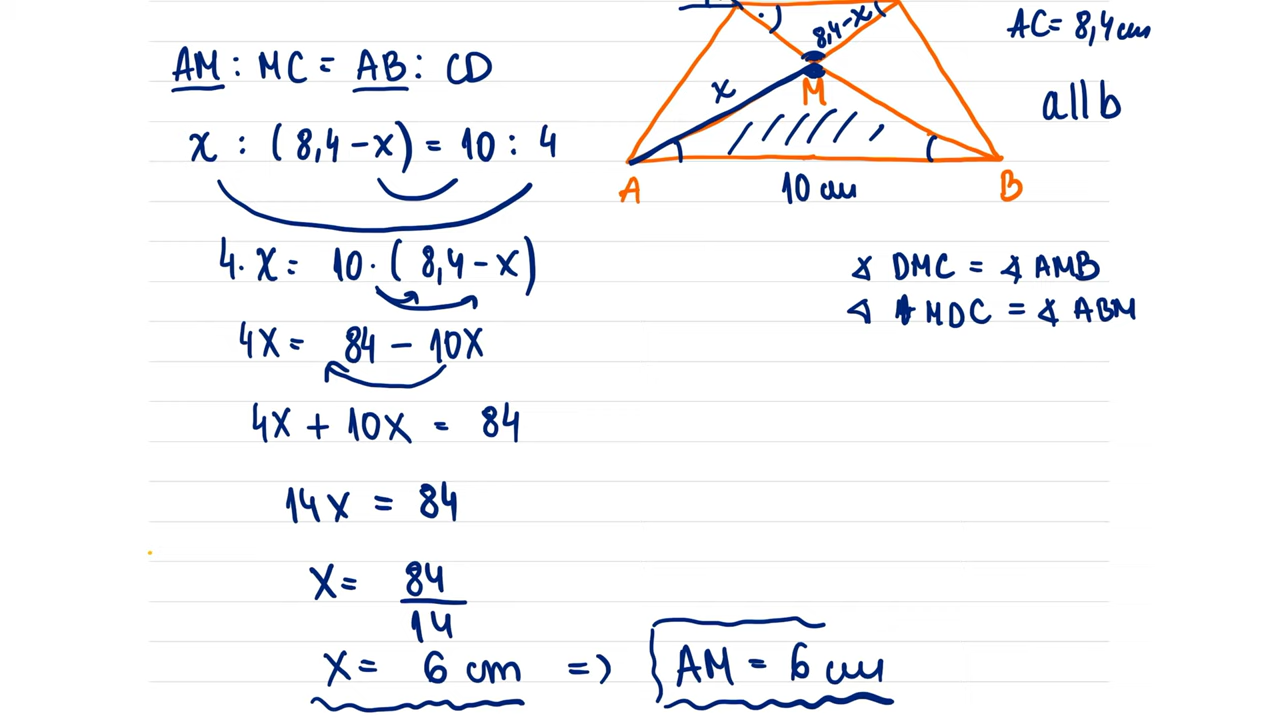 AC = 8,4 cm
a||b
8,4-x
x
M
A
B
10 cm
AM : MC = AB : CD
x : (8,4 - x) = 10 : 4
4 · x = 10 · (8,4 - x)
4x = 84 - 10x
4x + 10x = 84
14x = 84
x = 84
14
x = 6 cm => AM = 6 cm
∢ DMC = ∢ AMB
∢ MDC = ∢ ABM